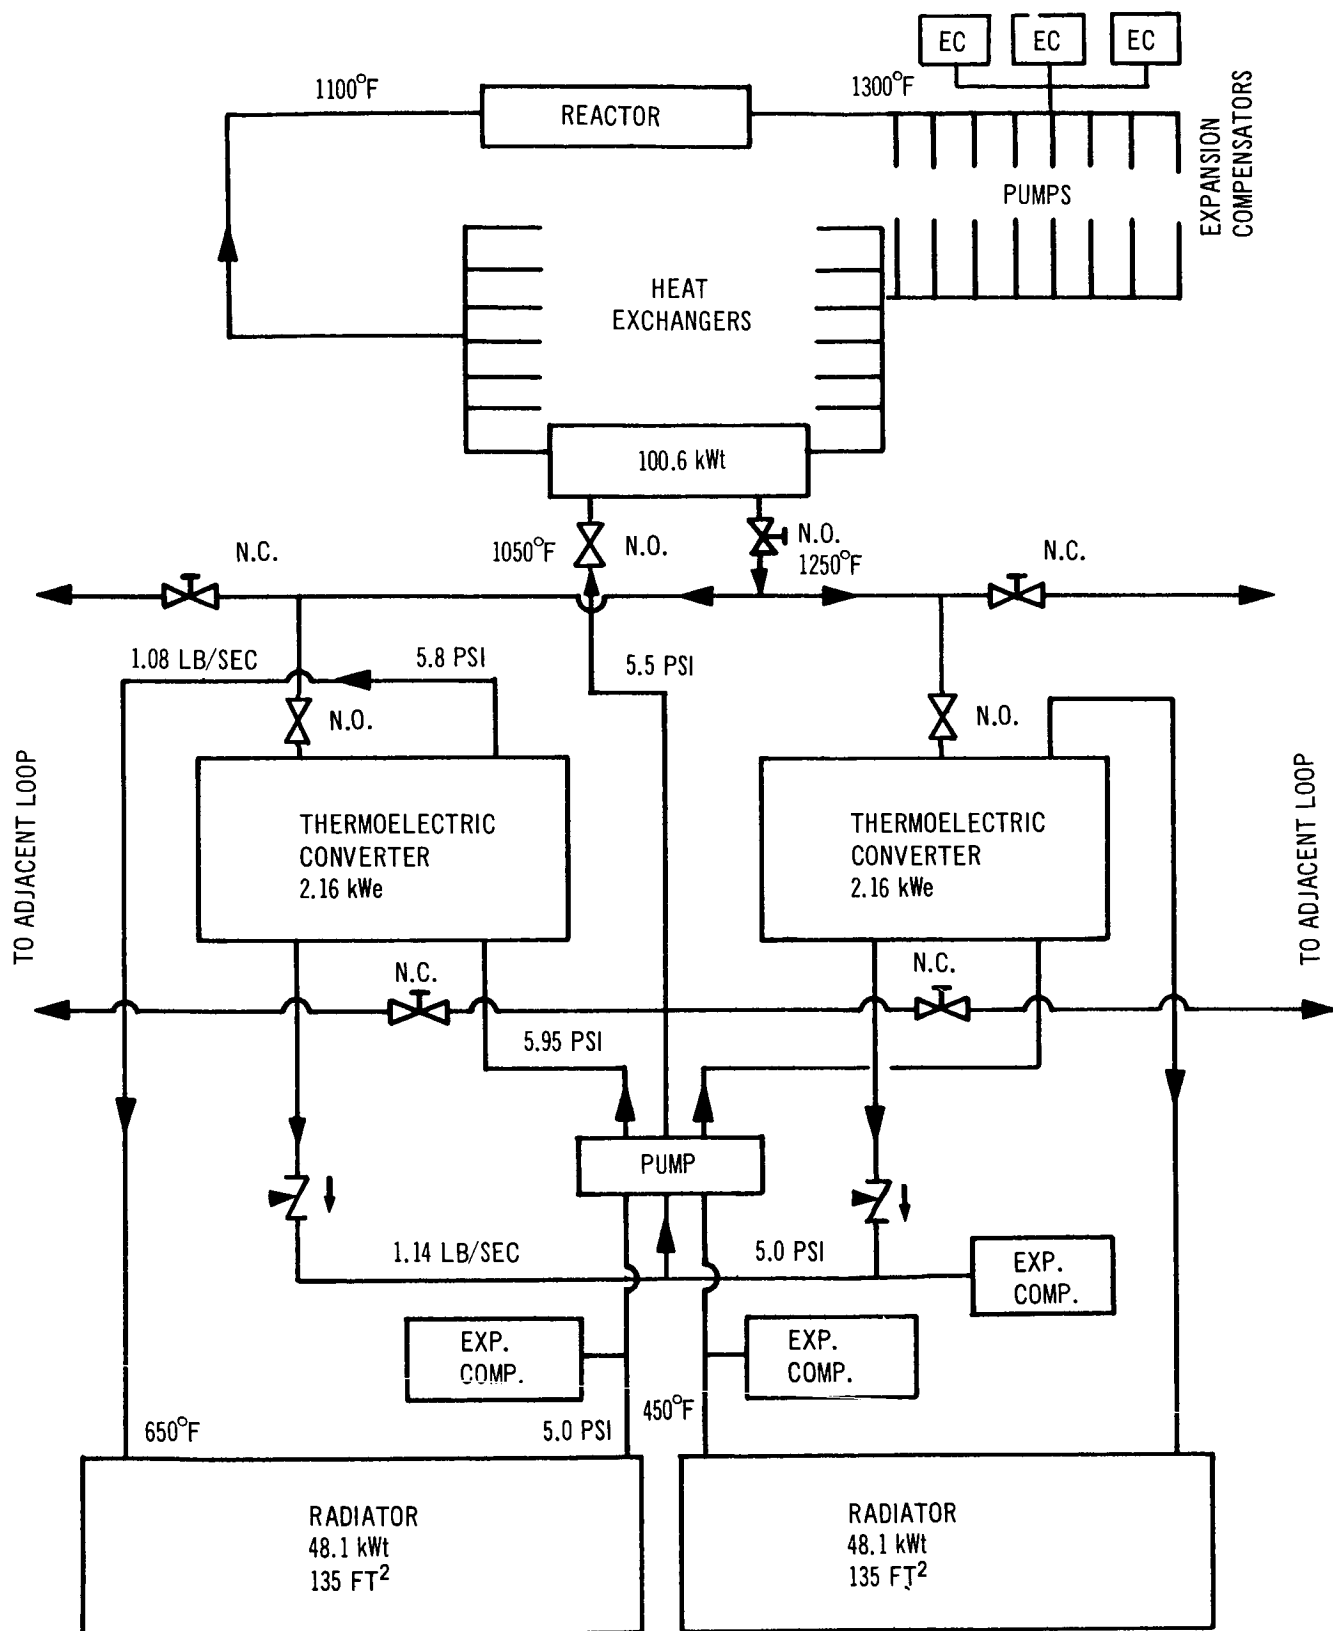 EC
EC
EC
1100°F
REACTOR
1300°F
EXPANSION
COMPENSATORS
PUMPS
HEAT
EXCHANGERS
100.6 kWt
N.C.
1050°F
N.O.
N.O.
1250°F
N.C.
1.08 LB/SEC
5.8 PSI
5.5 PSI
N.O.
N.O.
TO ADJACENT LOOP
THERMOELECTRIC
CONVERTER
2.16 kWe
THERMOELECTRIC
CONVERTER
2.16 kWe
TO ADJACENT LOOP
N.C.
N.C.
5.95 PSI
PUMP
1.14 LB/SEC
5.0 PSI
EXP.
COMP.
EXP.
COMP.
EXP.
COMP.
650°F
5.0 PSI
450°F
RADIATOR
48.1 kWt
135 FT²
RADIATOR
48.1 kWt
135 FT²